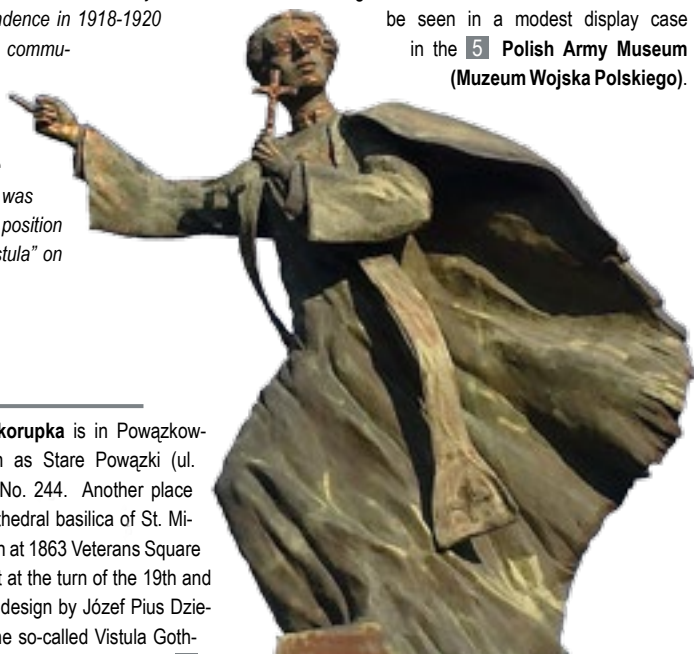 ndence in 1918-1920
commu-
was
position
stula” on
korupka is in Powązkow-
as Stare Powązki (ul.
No. 244. Another place
thedral basilica of St. Mi-
n at 1863 Veterans Square
t at the turn of the 19th and
design by Józef Pius Dzie-
ne so-called Vistula Goth-
be seen in a modest display case
in the 5 Polish Army Museum
(Muzeum Wojska Polskiego).